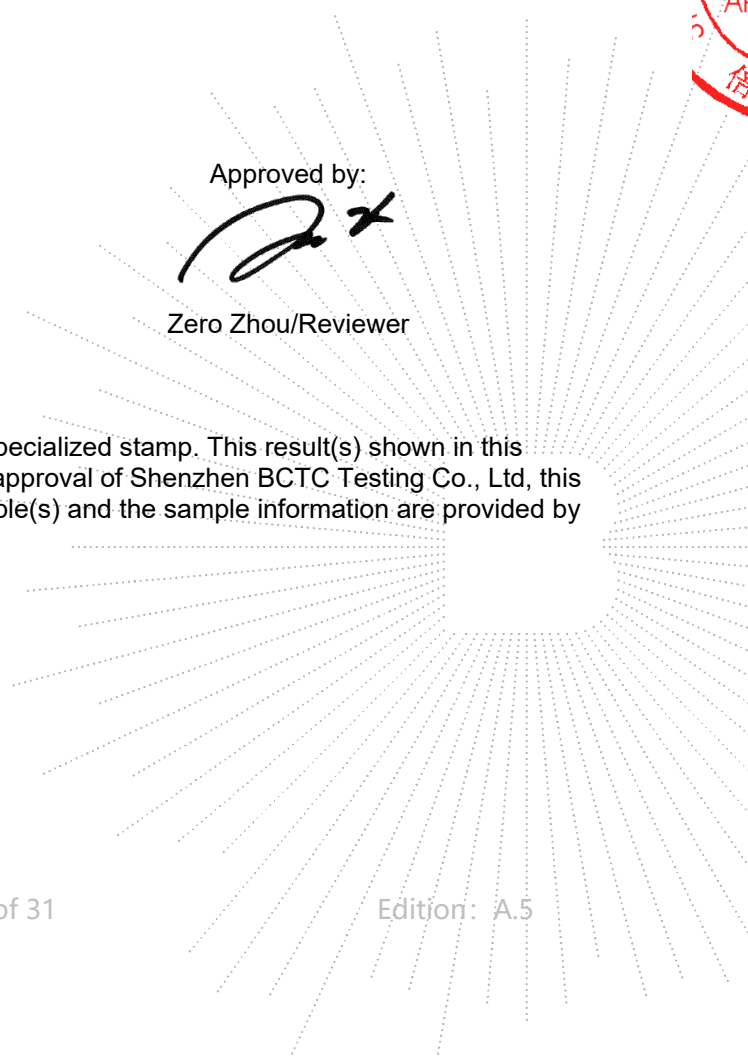 Approved by:
Zero Zhou/Reviewer
specialized stamp. This result(s) shown in this
approval of Shenzhen BCTC Testing Co., Ltd, this
ple(s) and the sample information are provided by
of 31
Edition: A.5